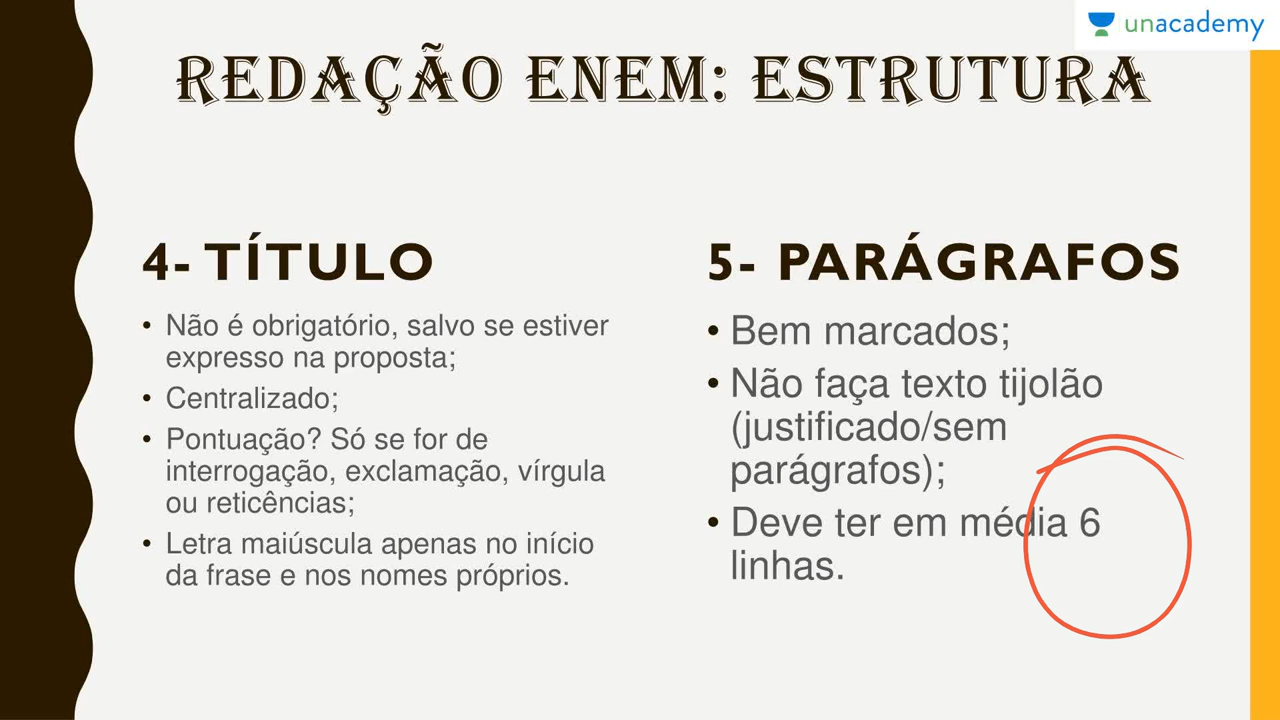 unacademy
REDAÇÃO ENEM: ESTRUTURA
4- TÍTULO
• Não é obrigatório, salvo se estiver
expresso na proposta;
• Centralizado;
• Pontuação? Só se for de
interrogação, exclamação, vírgula
ou reticências;
• Letra maiúscula apenas no início
da frase e nos nomes próprios.
5- PARÁGRAFOS
• Bem marcados;
• Não faça texto tijolão
(justificado/sem
parágrafos);
• Deve ter em média 6
linhas.